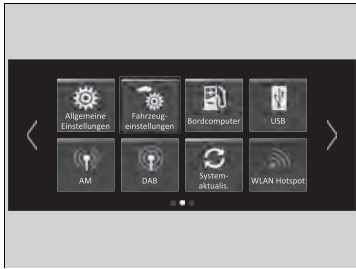 Allgemeine
Einstellungen
Fahrzeug-
einstellungen
Bordcomputer
USB
AM
DAB
System-
aktualis.
WLAN Hotspot